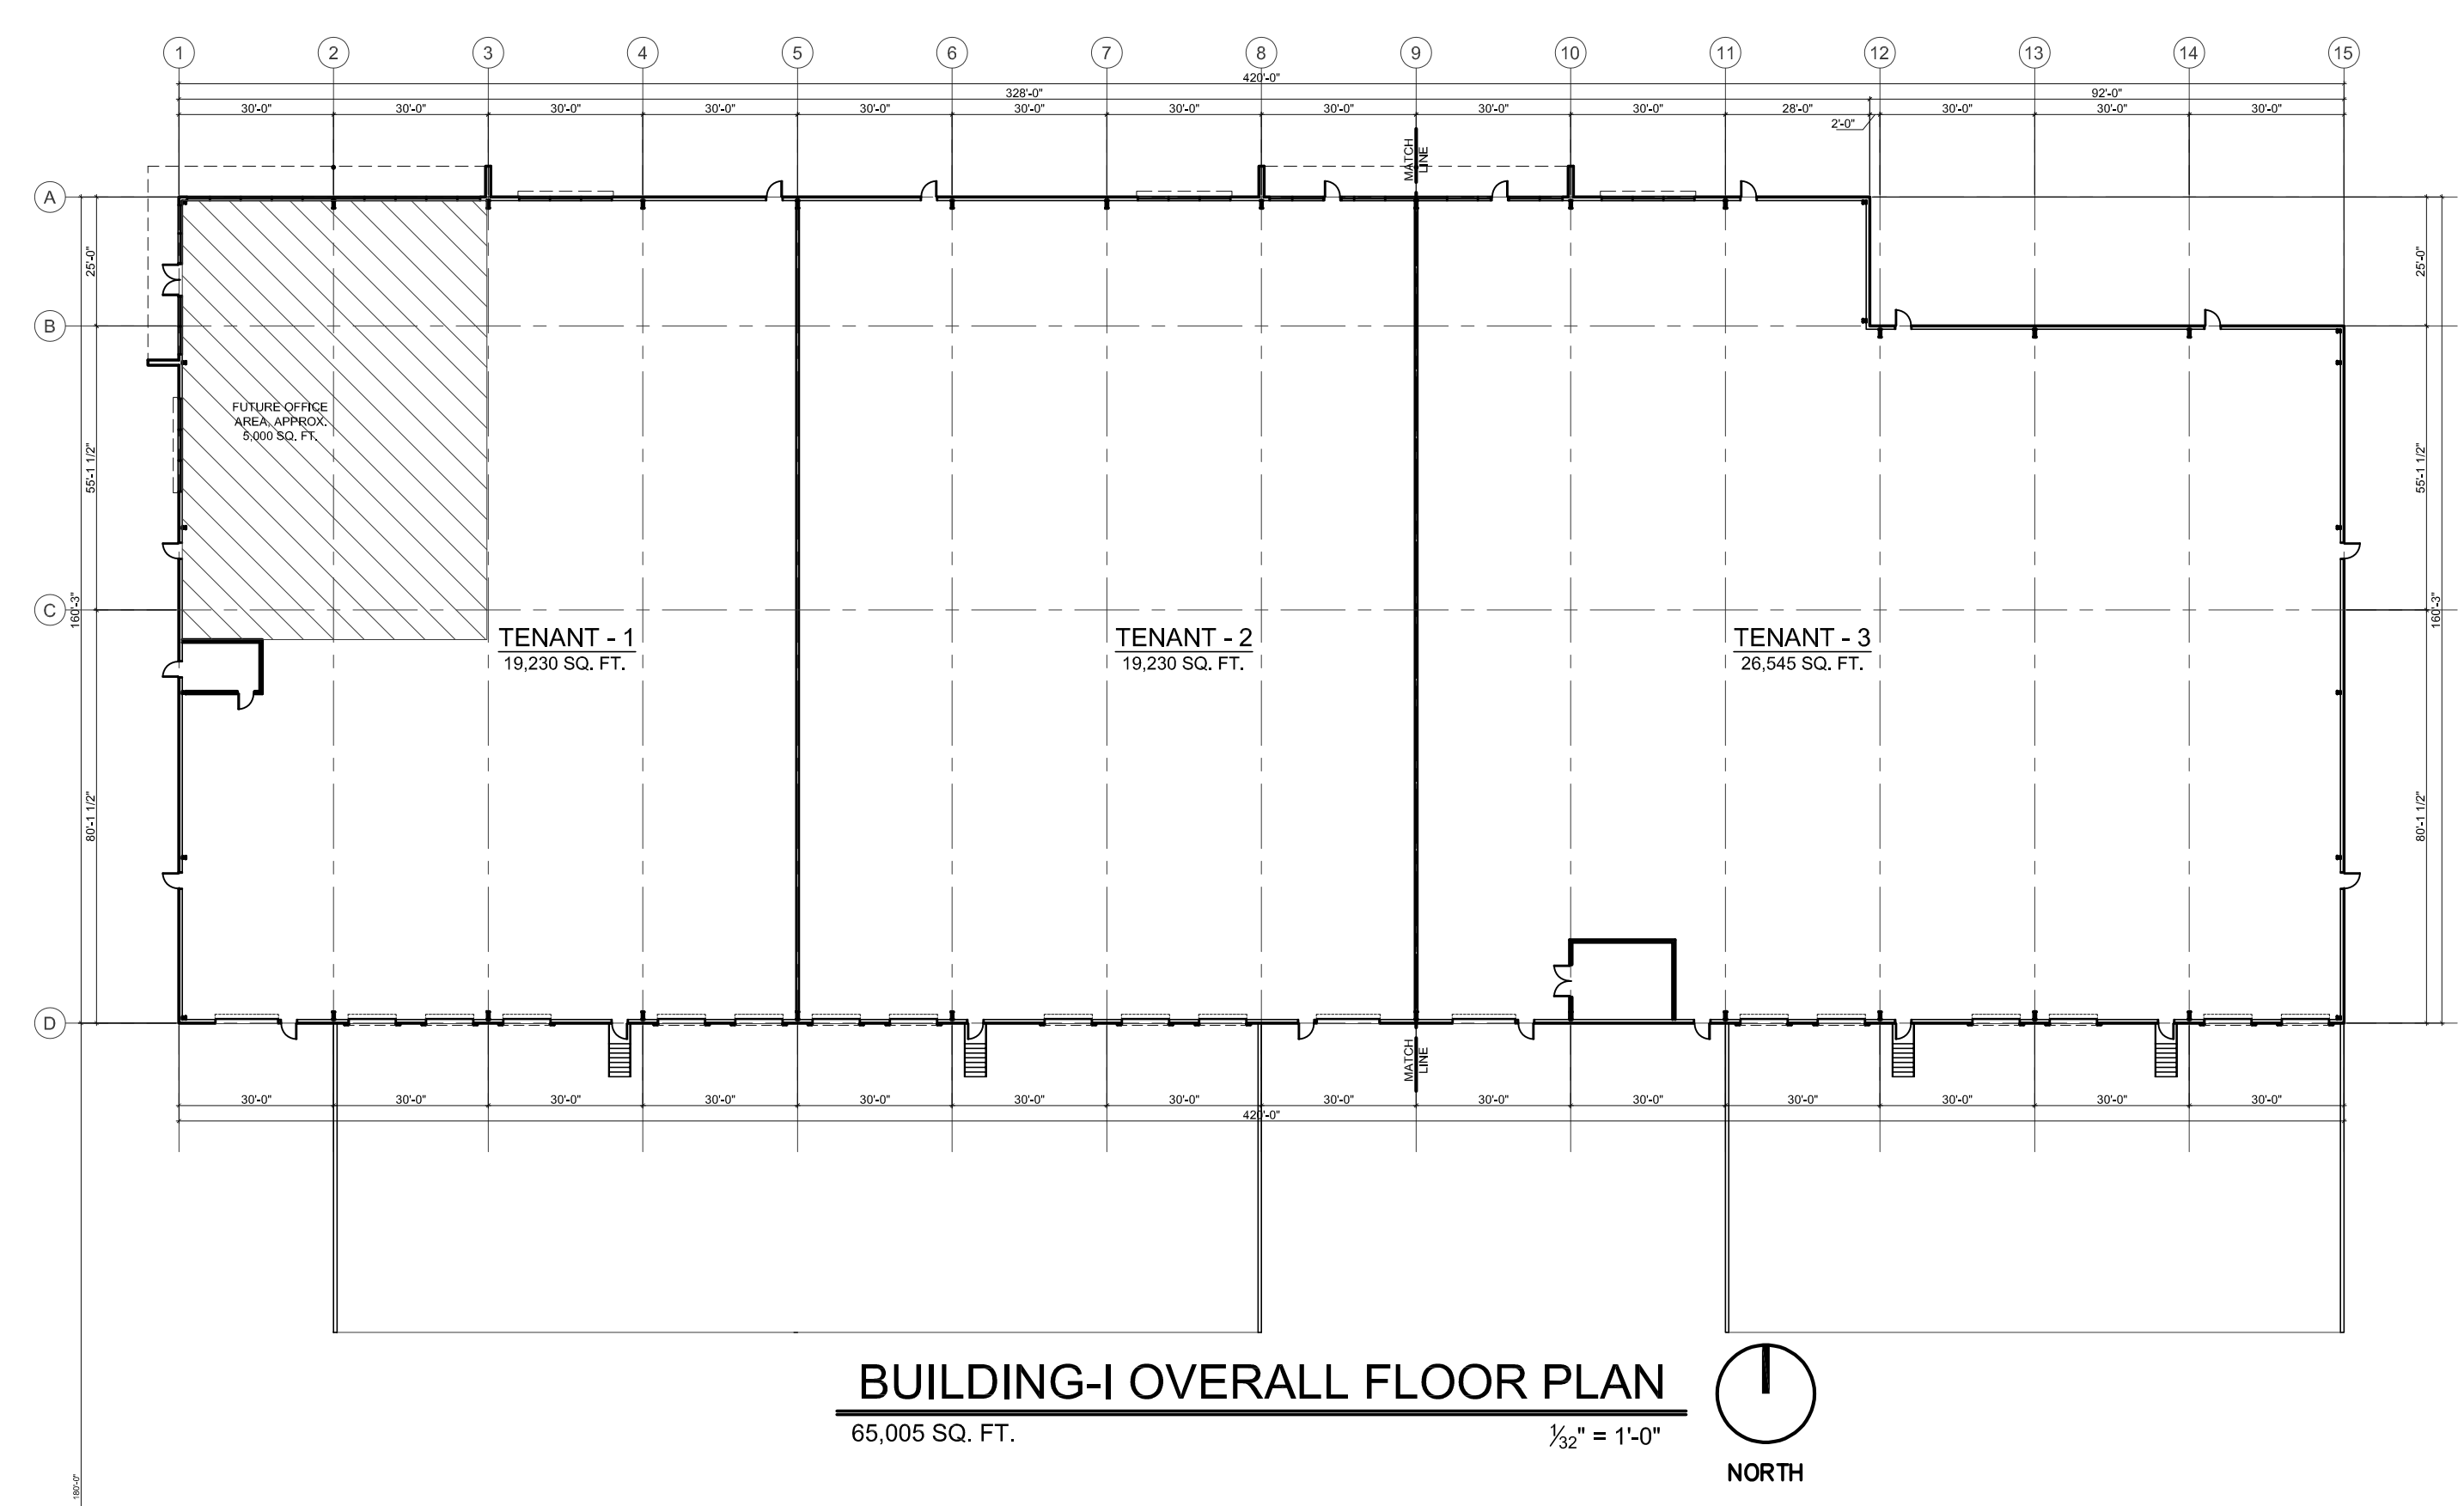 1 2 3 4 5 6 7 8 9 10 11 12 13 14 15
420'-0"
328'-0" 92'-0"
30'-0" 30'-0" 30'-0" 30'-0" 30'-0" 30'-0" 30'-0" 30'-0" 30'-0" 30'-0" 28'-0" 30'-0" 30'-0" 30'-0"
2'-0"
MATCH
LINE
A
25'-0" 25'-0"
B
FUTURE OFFICE
AREA, APPROX.
5,000 SQ. FT.
55'-1 1/2" 55'-1 1/2"
C
160'-3" 160'-3"
TENANT - 1 TENANT - 2 TENANT - 3
19,230 SQ. FT. 19,230 SQ. FT. 26,545 SQ. FT.
80'-1 1/2" 80'-1 1/2"
D
MATCH
LINE
30'-0" 30'-0" 30'-0" 30'-0" 30'-0" 30'-0" 30'-0" 30'-0" 30'-0" 30'-0" 30'-0" 30'-0" 30'-0" 30'-0"
420'-0"
BUILDING-I OVERALL FLOOR PLAN
65,005 SQ. FT. 1/32" = 1'-0"
NORTH
180'-0"